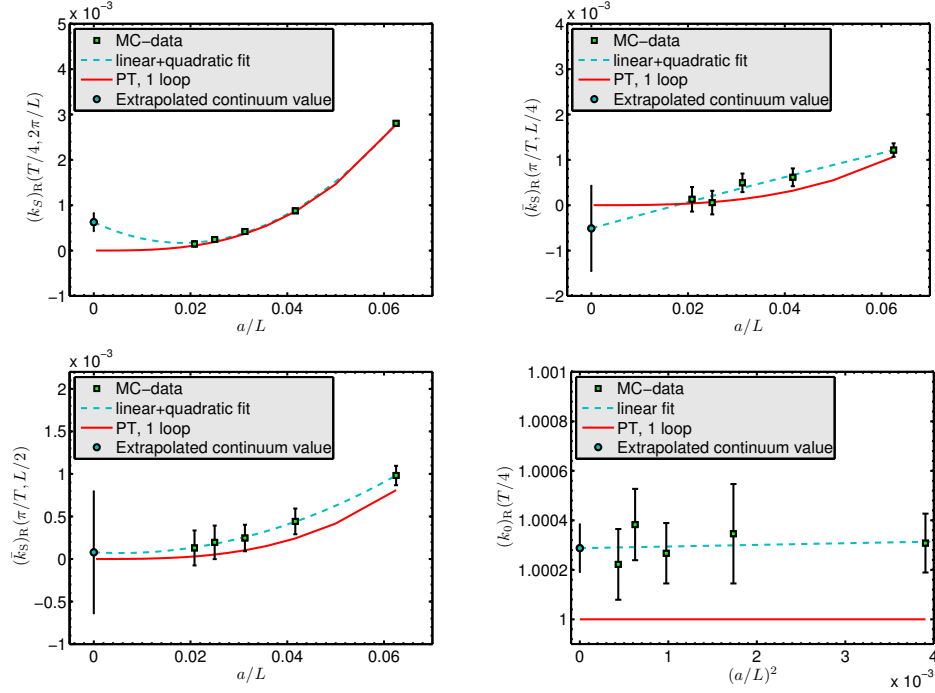 x 10⁻³
5
4
3
2
1
0
−1
(k_S)_R(T/4, 2π/L)
MC−data
linear+quadratic fit
PT, 1 loop
Extrapolated continuum value
0 0.02 0.04 0.06
a/L
x 10⁻³
4
3
2
1
0
−1
−2
(k̄_S)_R(π/T, L/4)
MC−data
linear+quadratic fit
PT, 1 loop
Extrapolated continuum value
0 0.02 0.04 0.06
a/L
x 10⁻³
2
1.5
1
0.5
0
−0.5
−1
(k̄_S)_R(π/T, L/2)
MC−data
linear+quadratic fit
PT, 1 loop
Extrapolated continuum value
0 0.02 0.04 0.06
a/L
1.001
1.0008
1.0006
1.0004
1.0002
1
(k_0)_R(T/4)
MC−data
linear fit
PT, 1 loop
Extrapolated continuum value
0 1 2 3 4
(a/L)²
x 10⁻³